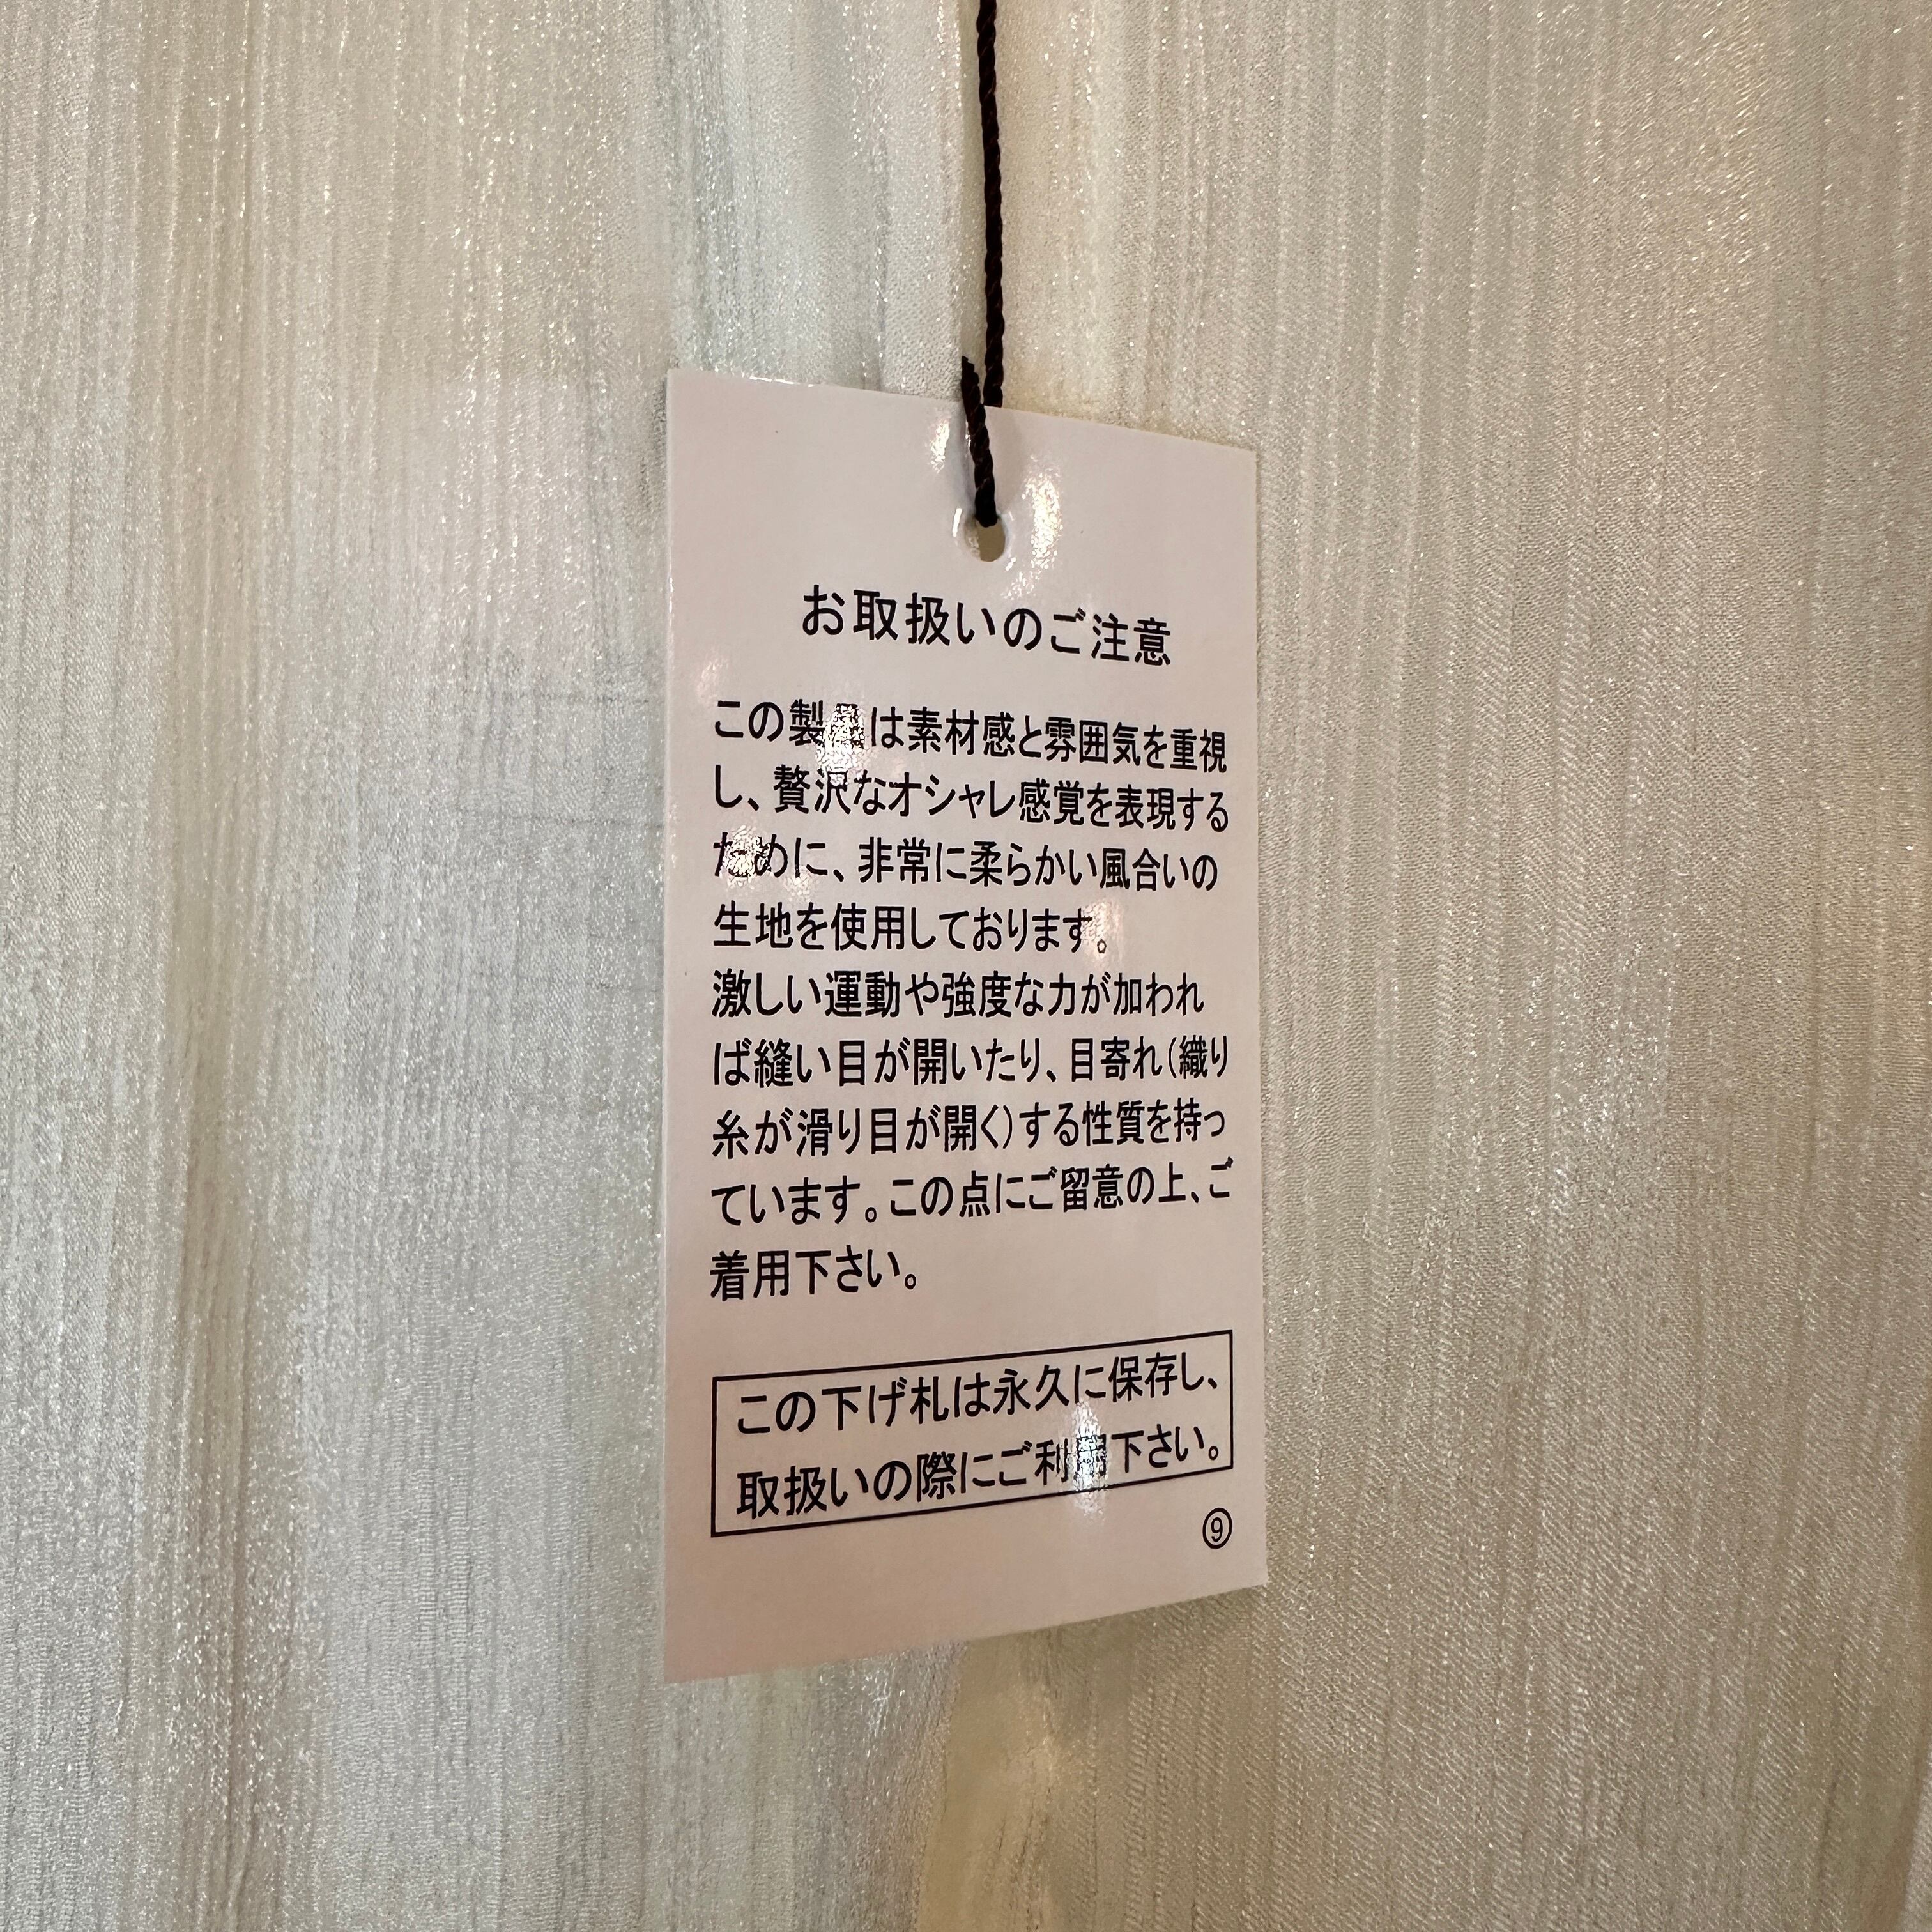 お取扱いのご注意
この製品は素材感と雰囲気を重視
し、贅沢なオシャレ感覚を表現する
ために、非常に柔らかい風合いの
生地を使用しております。
激しい運動や強度な力が加われ
ば縫い目が開いたり、目寄れ(織り
糸が滑り目が開く)する性質を持っ
ています。この点にご留意の上、ご
着用下さい。
この下げ札は永久に保存し、
取扱いの際にご利用下さい。
⑨